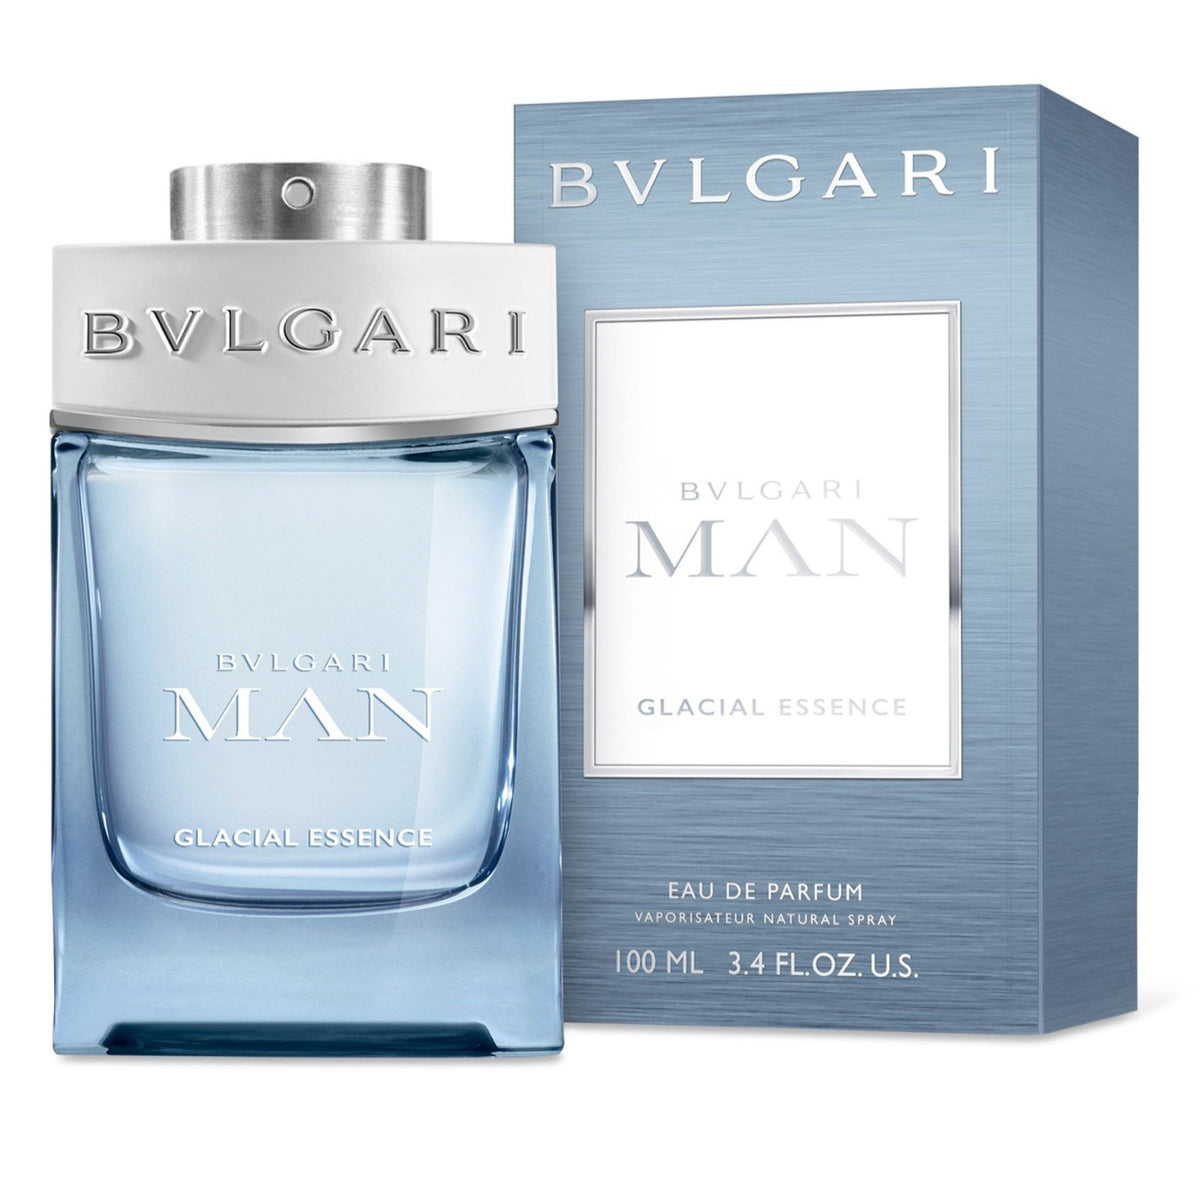 BVLGARI
BVLGARI
MAN
GLACIAL ESSENCE
BVLGARI
BVLGARI
MAN
GLACIAL ESSENCE
EAU DE PARFUM
VAPORISATEUR NATURAL SPRAY
100 ML 3.4 FL.OZ. U.S.